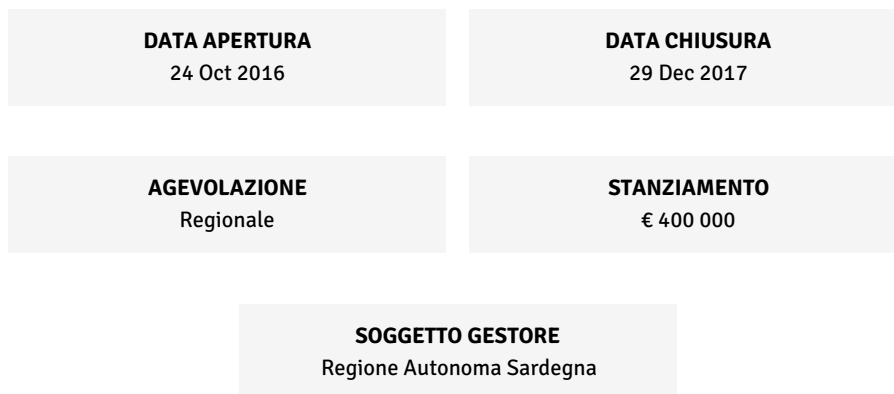 DATA APERTURA
24 Oct 2016
DATA CHIUSURA
29 Dec 2017
AGEVOLAZIONE
Regionale
STANZIAMENTO
€ 400 000
SOGGETTO GESTORE
Regione Autonoma Sardegna